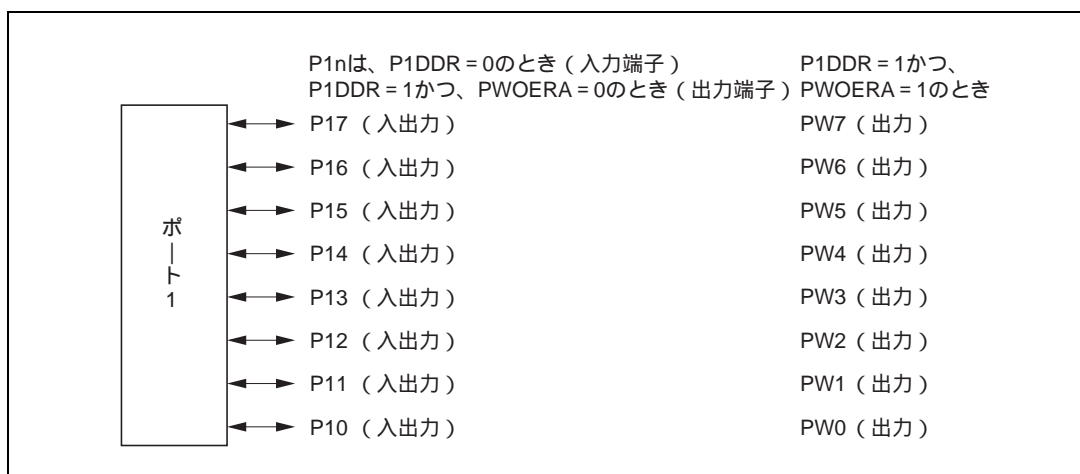 P1nは、P1DDR = 0のとき（入力端子） P1DDR = 1かつ、
P1DDR = 1かつ、PWOERA = 0のとき（出力端子） PWOERA = 1のとき
ポート1
P17 （入出力） PW7（出力）
P16 （入出力） PW6（出力）
P15 （入出力） PW5（出力）
P14 （入出力） PW4（出力）
P13 （入出力） PW3（出力）
P12 （入出力） PW2（出力）
P11 （入出力） PW1（出力）
P10 （入出力） PW0（出力）